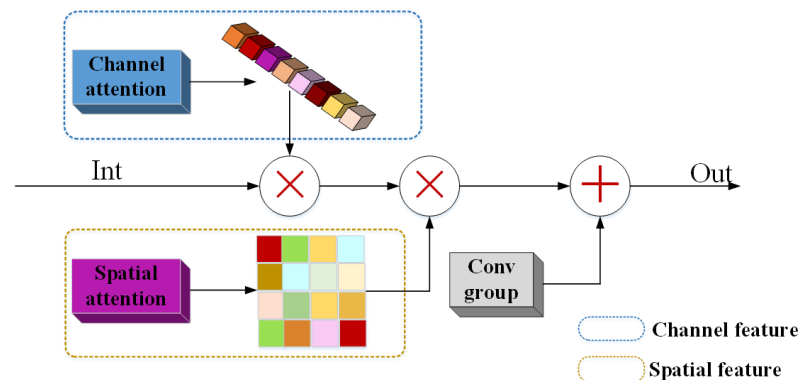 Channel
attention
Int
Out
Spatial
attention
Conv
group
Channel feature
Spatial feature